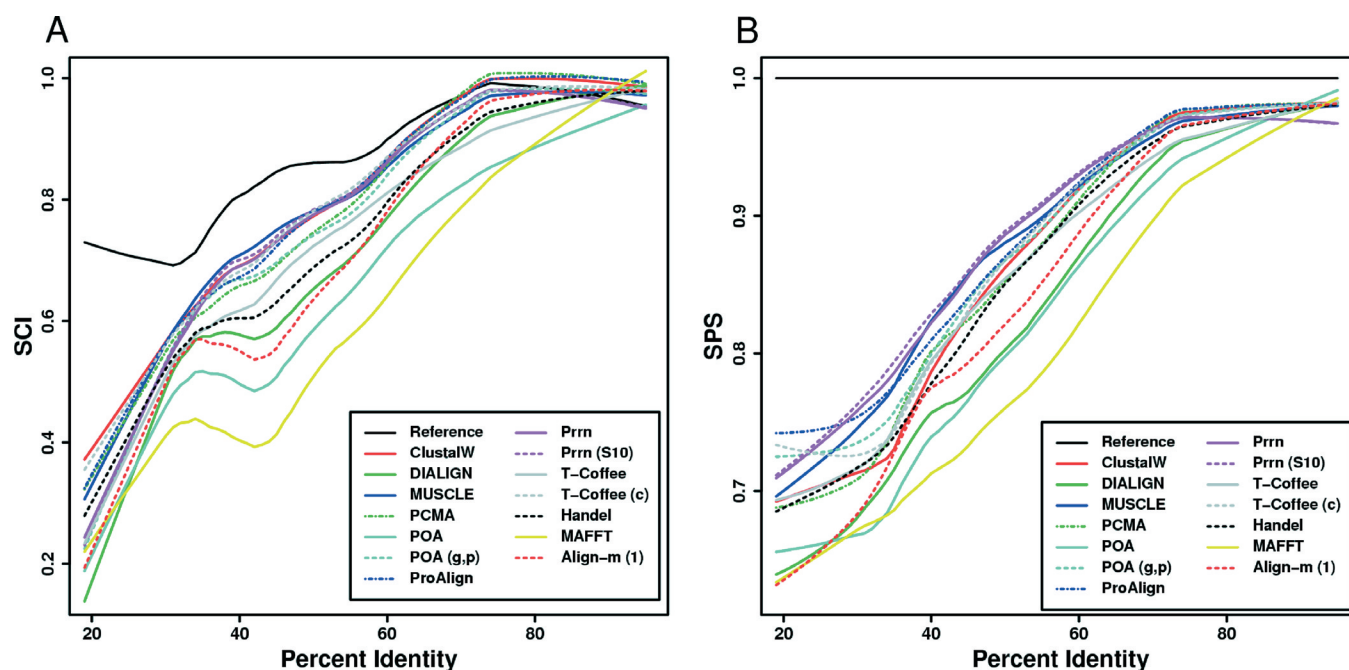 A
SCI
1.0
0.8
0.6
0.4
0.2
20
40
60
80
Percent Identity
Reference
ClustalW
DIALIGN
MUSCLE
PCMA
POA
POA (g,p)
ProAlign
Prrn
Prrn (S10)
T-Coffee
T-Coffee (c)
Handel
MAFFT
Align-m (1)
B
SPS
1.0
0.9
0.8
0.7
20
40
60
80
Percent Identity
Reference
ClustalW
DIALIGN
MUSCLE
PCMA
POA
POA (g,p)
ProAlign
Prrn
Prrn (S10)
T-Coffee
T-Coffee (c)
Handel
MAFFT
Align-m (1)